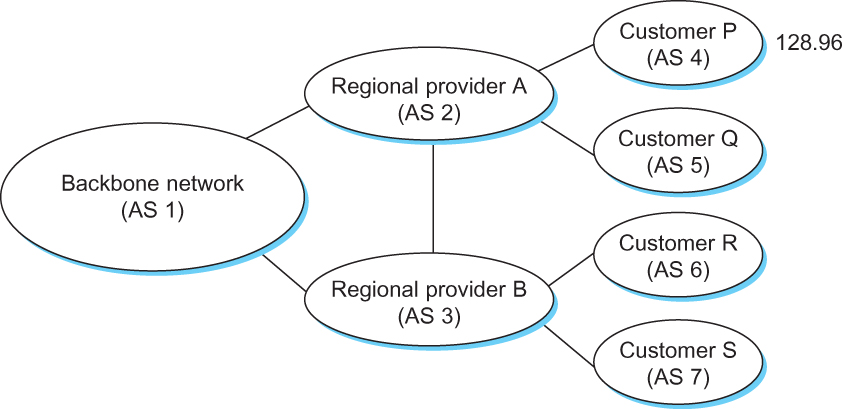 Backbone network
(AS 1)
Regional provider A
(AS 2)
Regional provider B
(AS 3)
Customer P
(AS 4)
128.96
Customer Q
(AS 5)
Customer R
(AS 6)
Customer S
(AS 7)